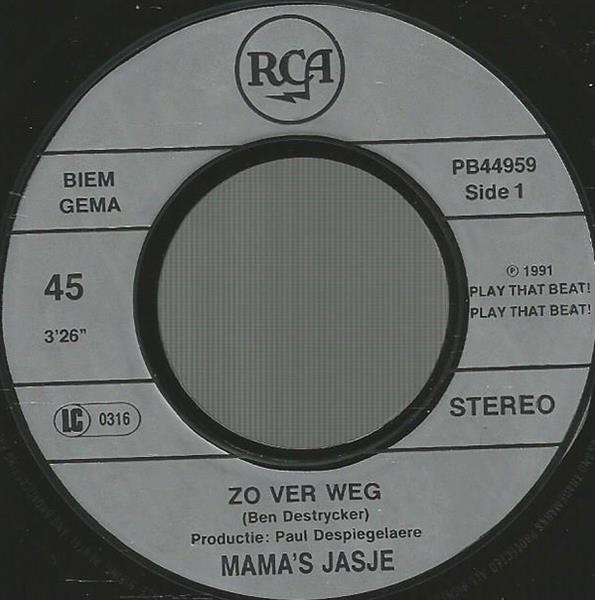 RCA
BIEM
GEMA
PB44959
Side 1
45
3'26"
℗ 1991
PLAY THAT BEAT!
PLAY THAT BEAT!
LC 0316
STEREO
ZO VER WEG
(Ben Destrycker)
Productie: Paul Despiegelaere
MAMA'S JASJE